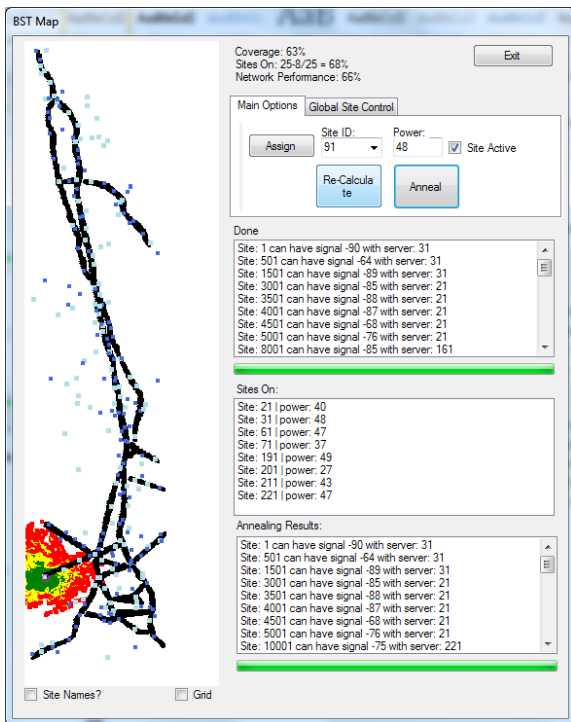 BST Map
Coverage: 63%
Sites On: 25-8/25 = 68%
Network Perfomance: 66%
Exit
Main Options
Global Site Control
Site ID:
Power:
Assign
91
48
Site Active
Re-Calcula
te
Anneal
Done
Site: 1 can have signal -90 with server: 31
Site: 501 can have signal -64 with server: 31
Site: 1501 can have signal -89 with server: 31
Site: 3001 can have signal -85 with server: 21
Site: 3501 can have signal -88 with server: 21
Site: 4001 can have signal -87 with server: 21
Site: 4501 can have signal -68 with server: 21
Site: 5001 can have signal -76 with server: 21
Site: 8001 can have signal -85 with server: 161
Sites On:
Site: 21 | power: 40
Site: 31 | power: 48
Site: 61 | power: 47
Site: 71 | power: 37
Site: 191 | power: 49
Site: 201 | power: 27
Site: 211 | power: 43
Site: 221 | power: 47
Annealing Results:
Site: 1 can have signal -90 with server: 31
Site: 501 can have signal -64 with server: 31
Site: 1501 can have signal -89 with server: 31
Site: 3001 can have signal -85 with server: 21
Site: 3501 can have signal -88 with server: 21
Site: 4001 can have signal -87 with server: 21
Site: 4501 can have signal -68 with server: 21
Site: 5001 can have signal -76 with server: 21
Site: 10001 can have signal -75 with server: 221
Site Names?
Grid